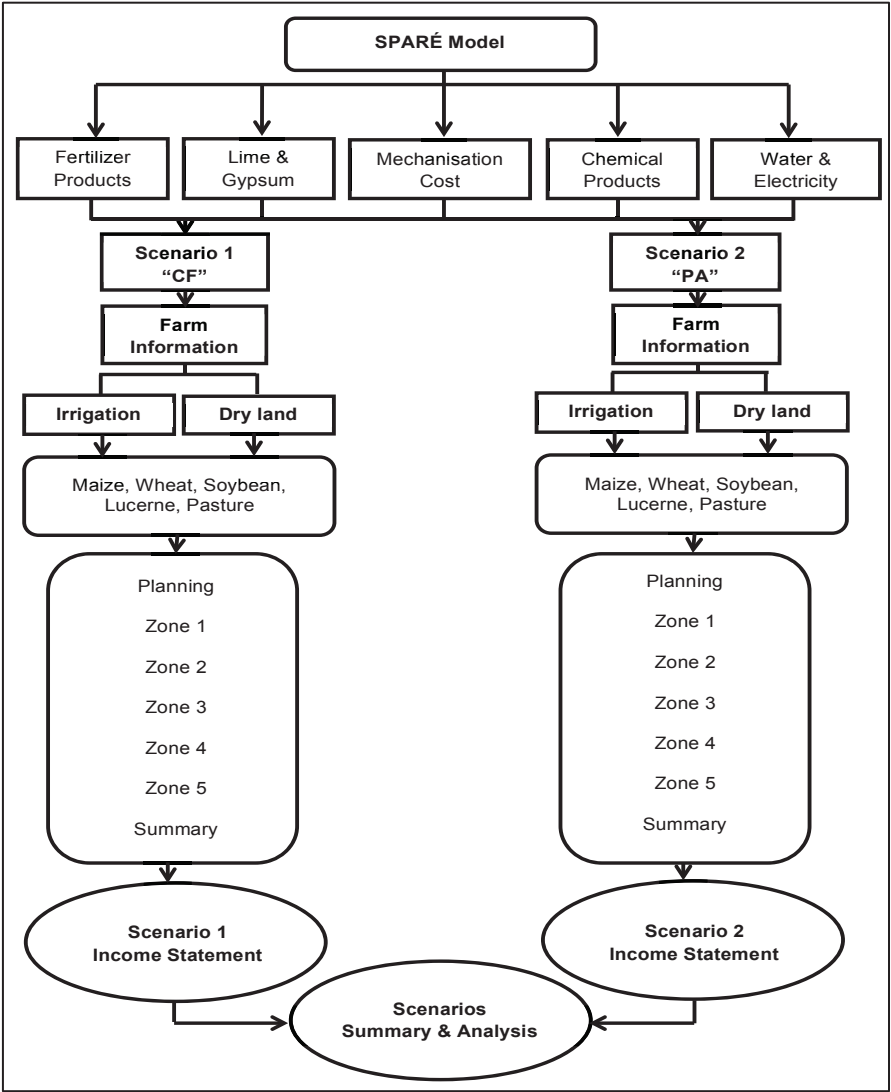 SPARÉ Model
Fertilizer
Products
Lime &
Gypsum
Mechanisation
Cost
Chemical
Products
Water &
Electricity
Scenario 1
“CF”
Farm
Information
Irrigation
Dry land
Maize, Wheat, Soybean,
Lucerne, Pasture
Planning
Zone 1
Zone 2
Zone 3
Zone 4
Zone 5
Summary
Scenario 1
Income Statement
Scenario 2
“PA”
Farm
Information
Irrigation
Dry land
Maize, Wheat, Soybean,
Lucerne, Pasture
Planning
Zone 1
Zone 2
Zone 3
Zone 4
Zone 5
Summary
Scenario 2
Income Statement
Scenarios
Summary & Analysis